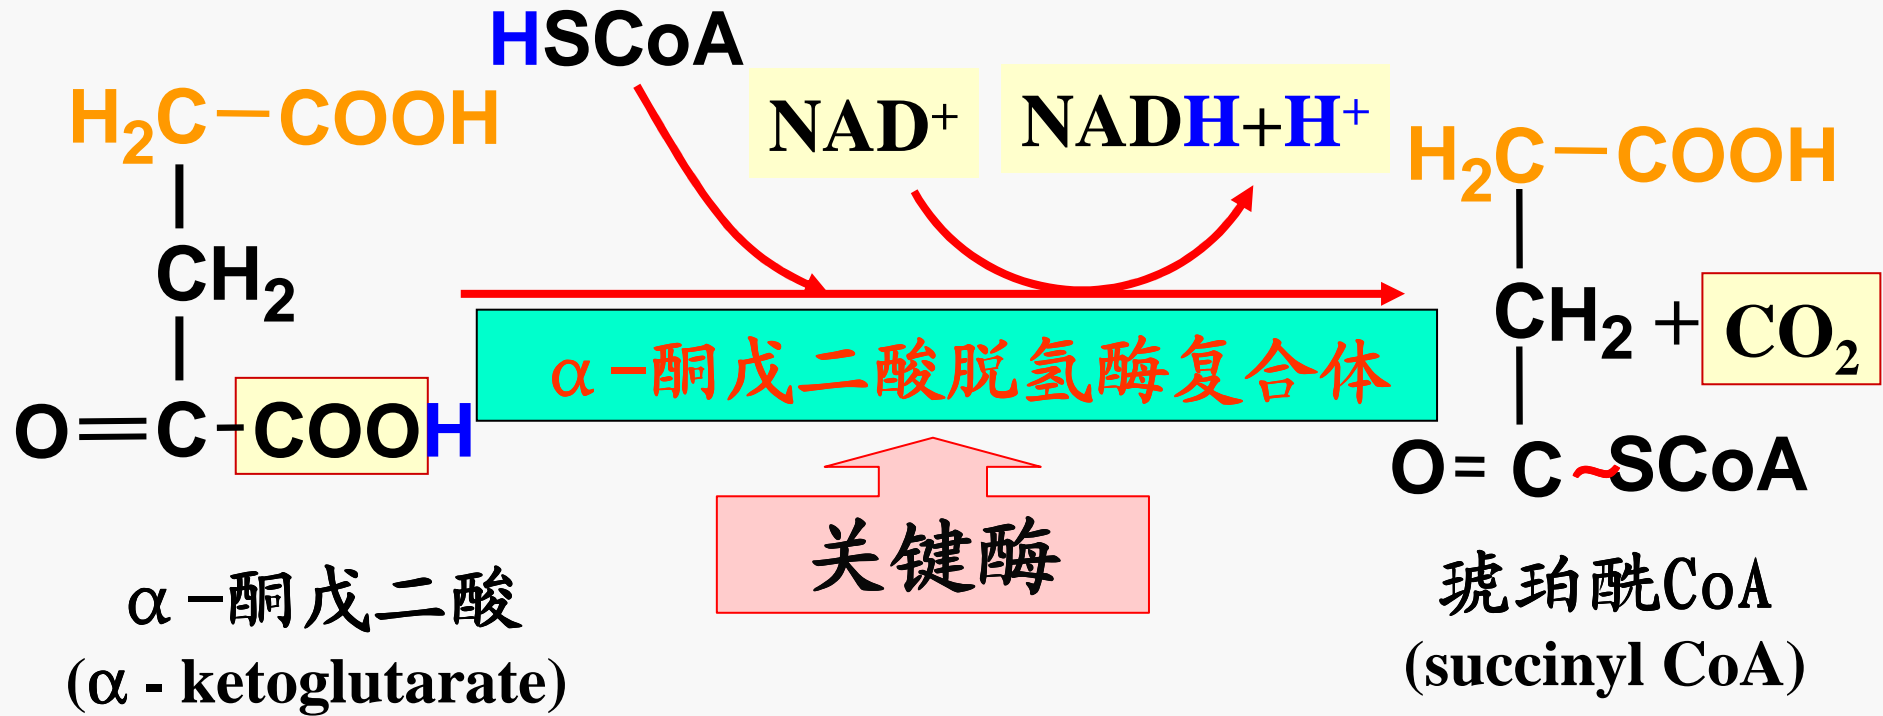 HSCoA
NAD⁺
NADH+H⁺
H₂C—COOH
CH₂
O=C-COOH
α-酮戊二酸
(α - ketoglutarate)
α-酮戊二酸脱氢酶复合体
关键酶
H₂C—COOH
CH₂ + CO₂
O= C~SCoA
琥珀酰CoA
(succinyl CoA)